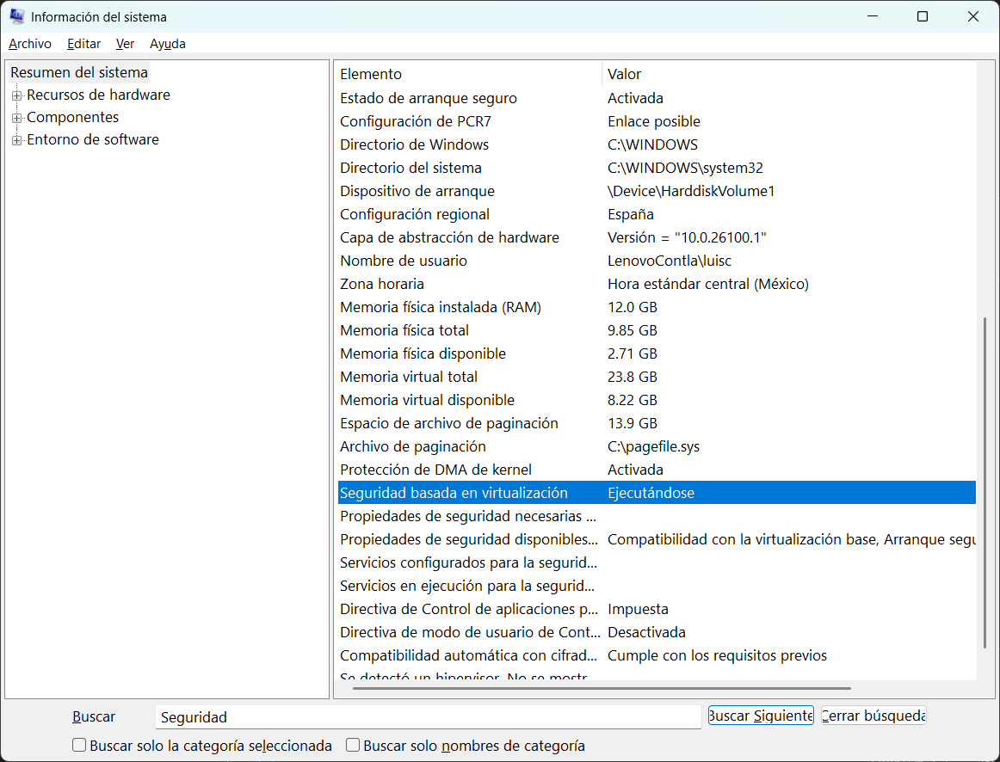 Información del sistema
Archivo Editar Ver Ayuda
Resumen del sistema
Recursos de hardware
Componentes
Entorno de software
Elemento Valor
Estado de arranque seguro Activada
Configuración de PCR7 Enlace posible
Directorio de Windows C:\WINDOWS
Directorio del sistema C:\WINDOWS\system32
Dispositivo de arranque \Device\HarddiskVolume1
Configuración regional España
Capa de abstracción de hardware Versión = "10.0.26100.1"
Nombre de usuario LenovoContla\luisc
Zona horaria Hora estándar central (México)
Memoria física instalada (RAM) 12.0 GB
Memoria física total 9.85 GB
Memoria física disponible 2.71 GB
Memoria virtual total 23.8 GB
Memoria virtual disponible 8.22 GB
Espacio de archivo de paginación 13.9 GB
Archivo de paginación C:\pagefile.sys
Protección de DMA de kernel Activada
Seguridad basada en virtualización Ejecutándose
Propiedades de seguridad necesarias ...
Propiedades de seguridad disponibles... Compatibilidad con la virtualización base, Arranque segu
Servicios configurados para la segurid...
Servicios en ejecución para la segurid...
Directiva de Control de aplicaciones p... Impuesta
Directiva de modo de usuario de Cont... Desactivada
Compatibilidad automática con cifrad... Cumple con los requisitos previos
Se detectó un hipervisor. No se mostr...
Buscar Seguridad Buscar Siguiente Cerrar búsqueda
Buscar solo la categoría seleccionada Buscar solo nombres de categoría